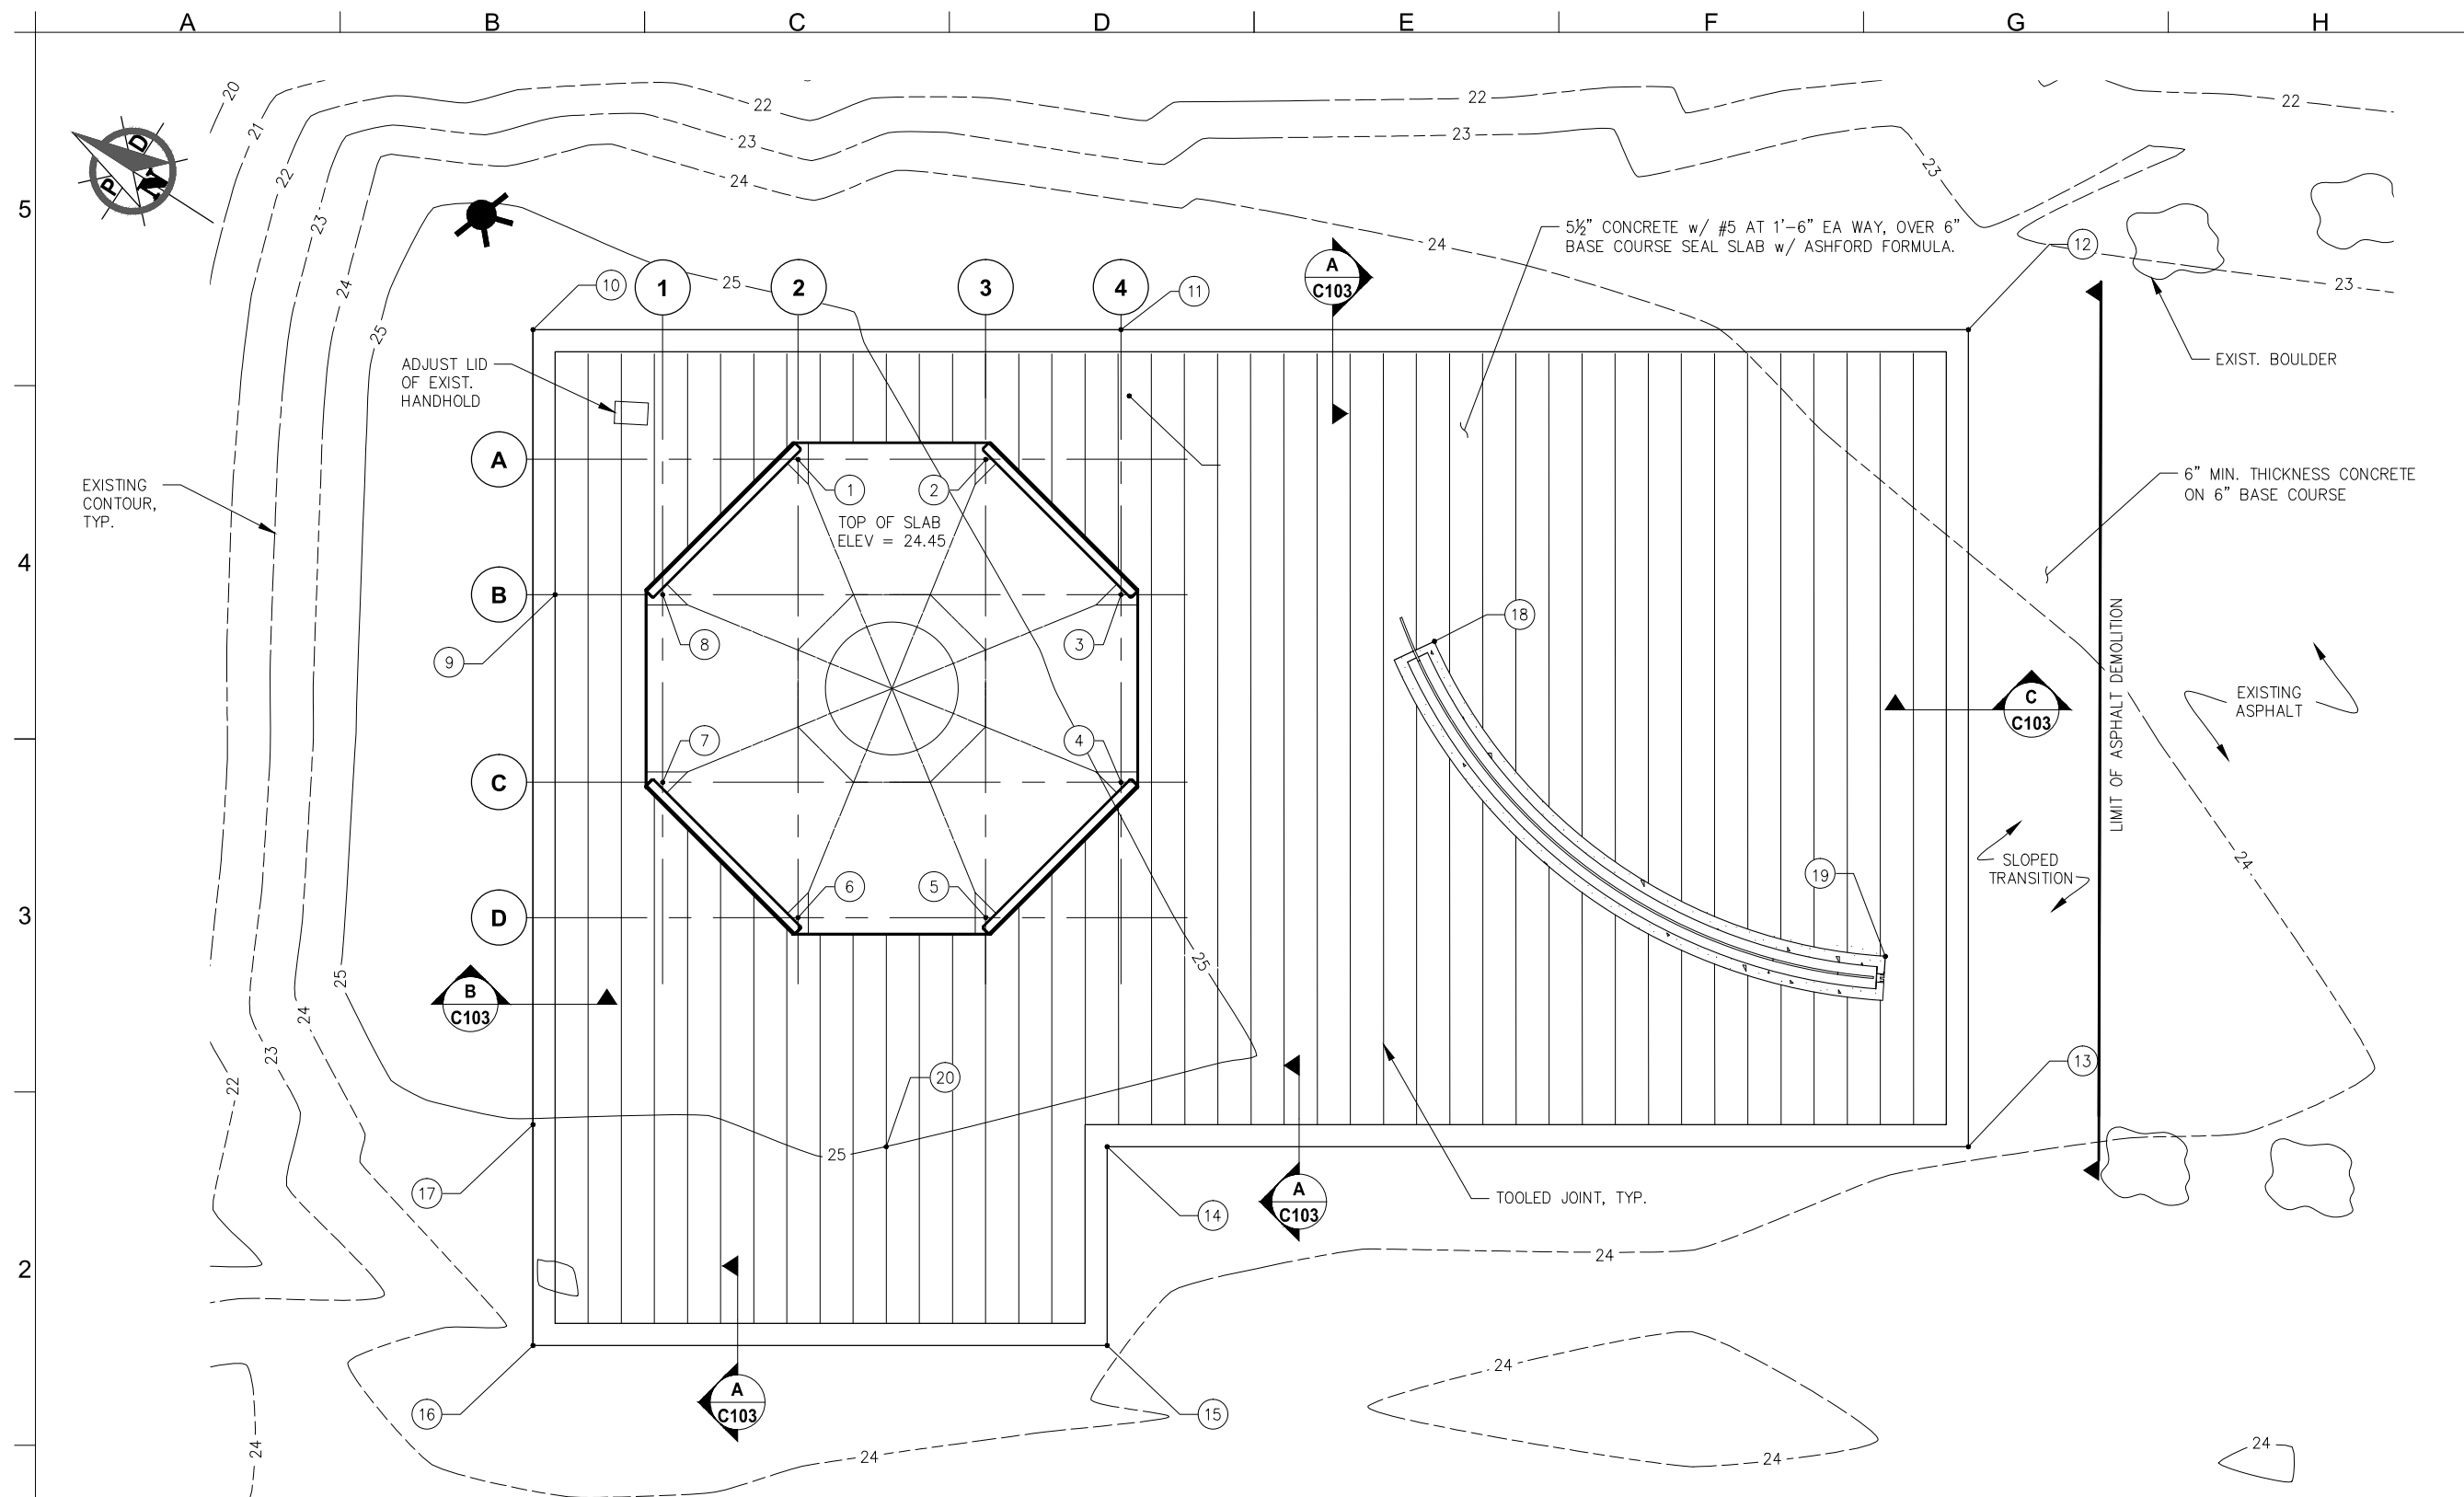 A B C D E F G H
20
21
22 22 22 22
23 23 23
22
23
24
24
24
23
23
5
PND
N
5½" CONCRETE w/ #5 AT 1'-6" EA WAY, OVER 6"
BASE COURSE SEAL SLAB w/ ASHFORD FORMULA.
25
25
10
1 2 3 4
11
A
C103
12
ADJUST LID
OF EXIST.
HANDHOLD
EXIST. BOULDER
A
EXISTING
CONTOUR,
TYP.
1
2
TOP OF SLAB
ELEV = 24.45
6" MIN. THICKNESS CONCRETE
ON 6" BASE COURSE
4
B
9
8
3
18
LIMIT OF ASPHALT DEMOLITION
EXISTING
ASPHALT
C
C103
7
4
C
6
5
19
SLOPED
TRANSITION
24
3
D
25
25
B
C103
24
23
22
20
13
25
17
14
A
C103
TOOLED JOINT, TYP.
2
24
24
16
A
C103
15
24
24
24
24